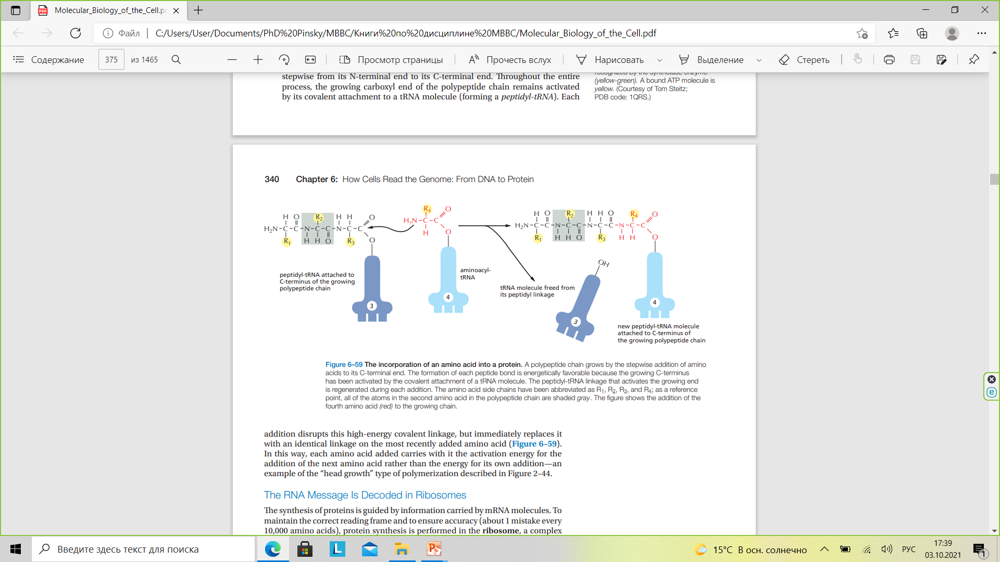 Molecular_Biology_of_the_Cell.pc
Файл
C:/Users/User/Documents/PhD%20Pinsky/MBBC/Книги%20по%20дисциплине%20MBBC/Molecular_Biology_of_the_Cell.pdf
Содержание 375 из 1465 Просмотр страницы Прочесть вслух Нарисовать Выделение Стереть
stepwise from its N-terminal end to its C-terminal end. Throughout the entire
process, the growing carboxyl end of the polypeptide chain remains activated
by its covalent attachment to a tRNA molecule (forming a peptidyl-tRNA). Each
recognized by the synthetase enzyme
(yellow-green). A bound ATP molecule is
yellow. (Courtesy of Tom Steitz;
PDB code: 1QRS.)
340 Chapter 6: How Cells Read the Genome: From DNA to Protein
H O R2 H H O
H2N-C-C-N-C-C-N-C-C
R1 H H O R3 O
R4 O
H2N-C-C
H O
H O R2 H H O R4 O
H2N-C-C-N-C-C-N-C-C-N-C-C
R1 H H O R3 H H O
peptidyl-tRNA attached to
C-terminus of the growing
polypeptide chain
3
aminoacyl-
tRNA
4
tRNA molecule freed from
its peptidyl linkage
OH
3
4
new peptidyl-tRNA molecule
attached to C-terminus of
the growing polypeptide chain
Figure 6–59 The incorporation of an amino acid into a protein. A polypeptide chain grows by the stepwise addition of amino
acids to its C-terminal end. The formation of each peptide bond is energetically favorable because the growing C-terminus
has been activated by the covalent attachment of a tRNA molecule. The peptidyl-tRNA linkage that activates the growing end
is regenerated during each addition. The amino acid side chains have been abbreviated as R1, R2, R3, and R4; as a reference
point, all of the atoms in the second amino acid in the polypeptide chain are shaded gray. The figure shows the addition of the
fourth amino acid (red) to the growing chain.
addition disrupts this high-energy covalent linkage, but immediately replaces it
with an identical linkage on the most recently added amino acid (Figure 6–59).
In this way, each amino acid added carries with it the activation energy for the
addition of the next amino acid rather than the energy for its own addition—an
example of the “head growth” type of polymerization described in Figure 2–44.
The RNA Message Is Decoded in Ribosomes
The synthesis of proteins is guided by information carried by mRNA molecules. To
maintain the correct reading frame and to ensure accuracy (about 1 mistake every
10,000 amino acids), protein synthesis is performed in the ribosome, a complex
Введите здесь текст для поиска
15°C В осн. солнечно
РУС
17:39
03.10.2021
1